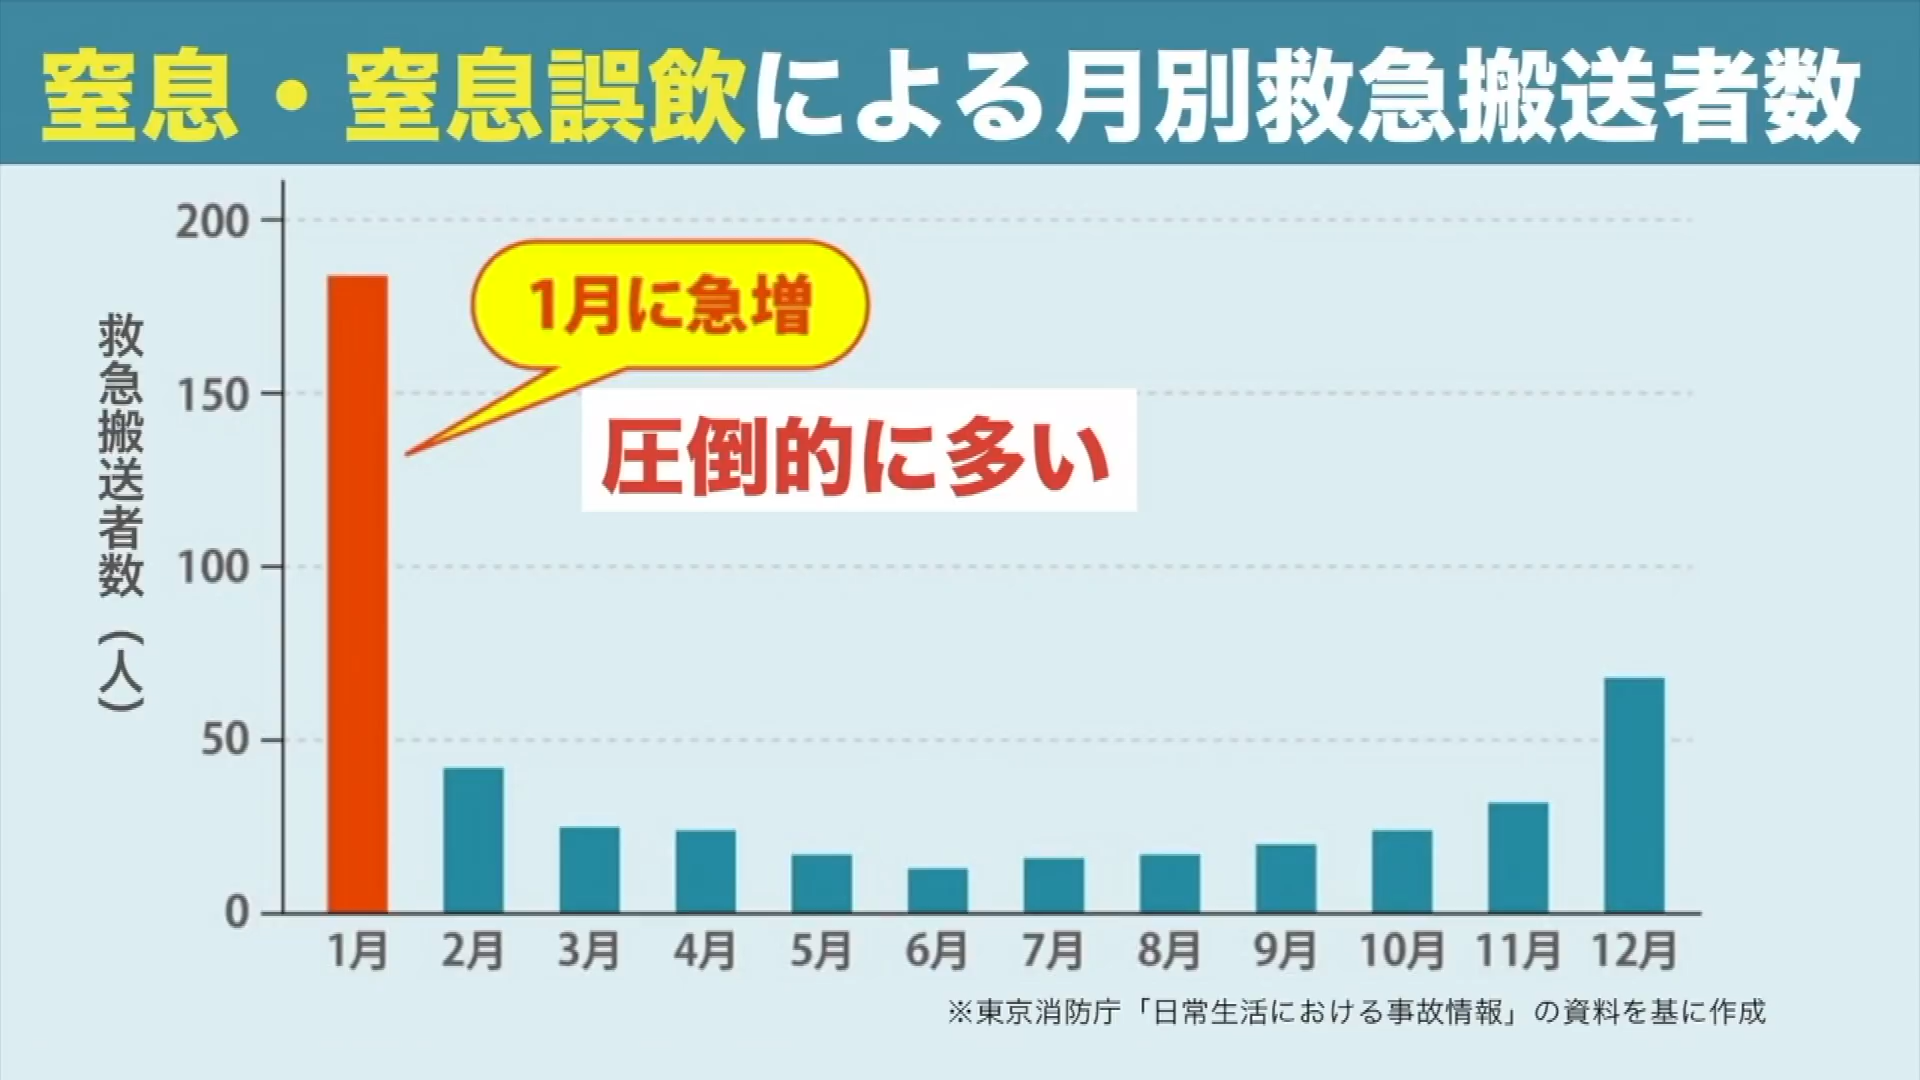 窒息・窒息誤飲による月別救急搬送者数
救急搬送者数（人）
200
150
100
50
0
1月に急増
圧倒的に多い
1月 2月 3月 4月 5月 6月 7月 8月 9月 10月 11月 12月
※東京消防庁「日常生活における事故情報」の資料を基に作成